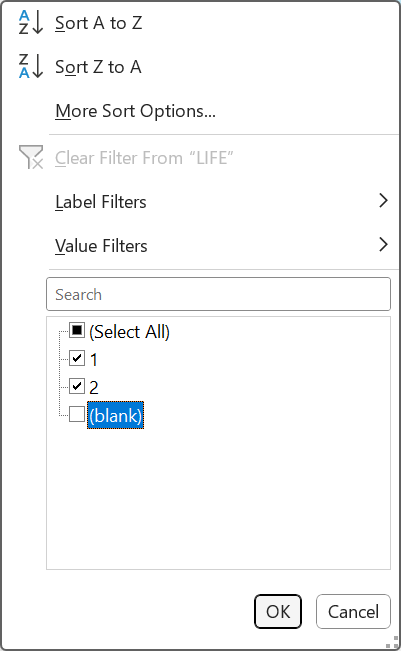 Sort A to Z
Sort Z to A
More Sort Options...
Clear Filter From "LIFE"
Label Filters
Value Filters
Search
(Select All)
1
2
(blank)
OK Cancel